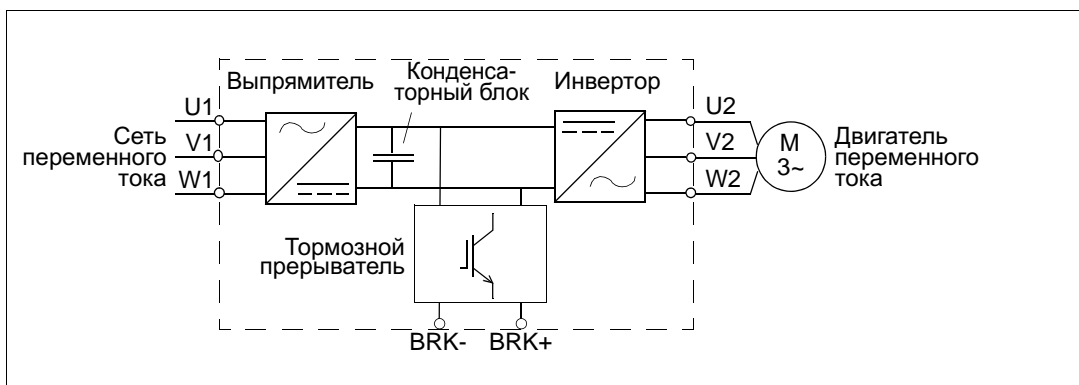 Выпрямитель
Конденса-
торный блок
Инвертор
U1
V1
W1
Сеть
переменного
тока
U2
V2
W2
M
3~
Двигатель
переменного
тока
Тормозной
прерыватель
BRK-
BRK+